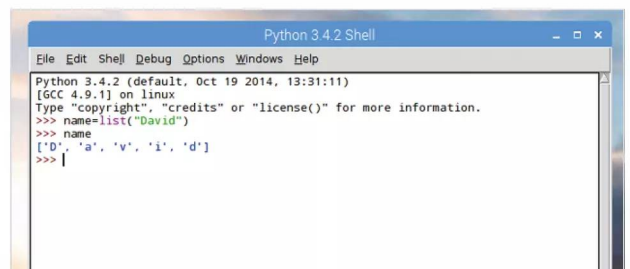 Python 3.4.2 Shell
File Edit Shell Debug Options Windows Help
Python 3.4.2 (default, Oct 19 2014, 13:31:11)
[GCC 4.9.1] on linux
Type "copyright", "credits" or "license()" for more information.
>>> name=list("David")
>>> name
['D', 'a', 'v', 'i', 'd']
>>>